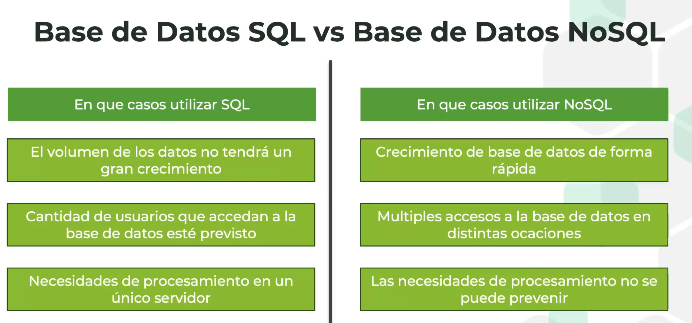 Base de Datos SQL vs Base de Datos NoSQL
En que casos utilizar SQL
El volumen de los datos no tendrá un
gran crecimiento
Cantidad de usuarios que accedan a la
base de datos esté previsto
Necesidades de procesamiento en un
único servidor
En que casos utilizar NoSQL
Crecimiento de base de datos de forma
rápida
Multiples accesos a la base de datos en
distintas ocaciones
Las necesidades de procesamiento no se
puede prevenir